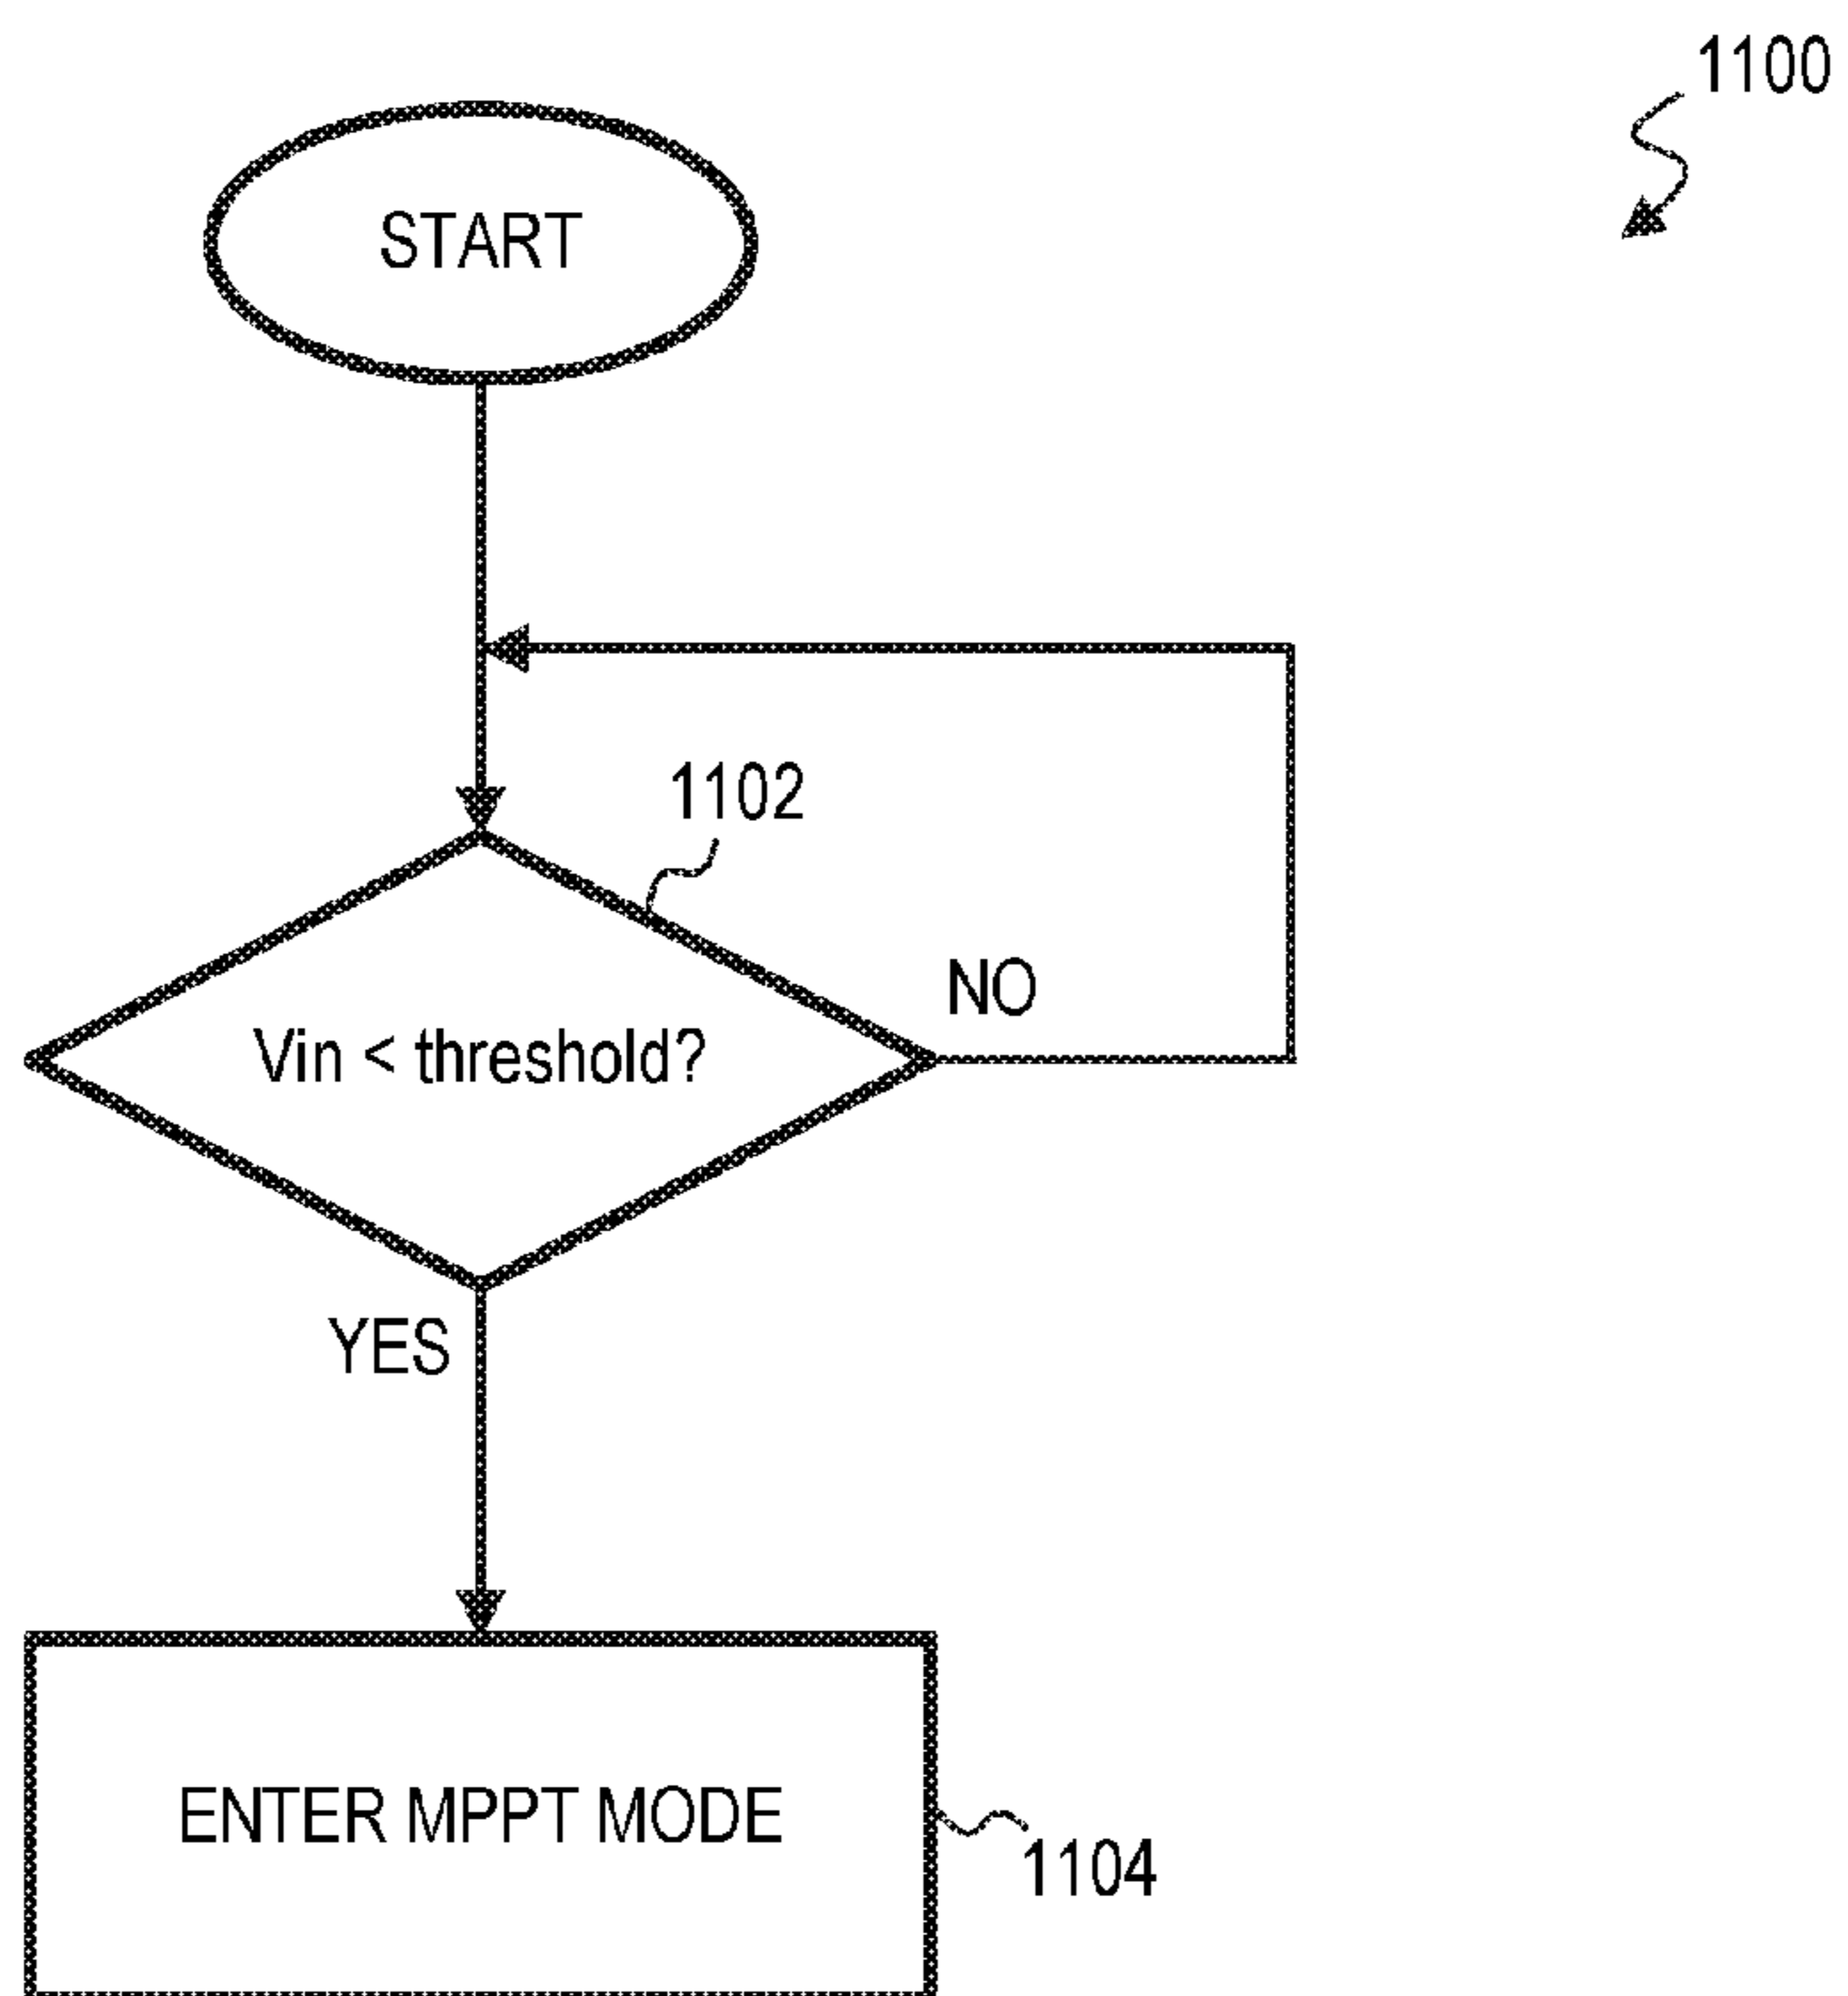 1100
START
1102
NO
Vin < threshold?
YES
ENTER MPPT MODE
1104